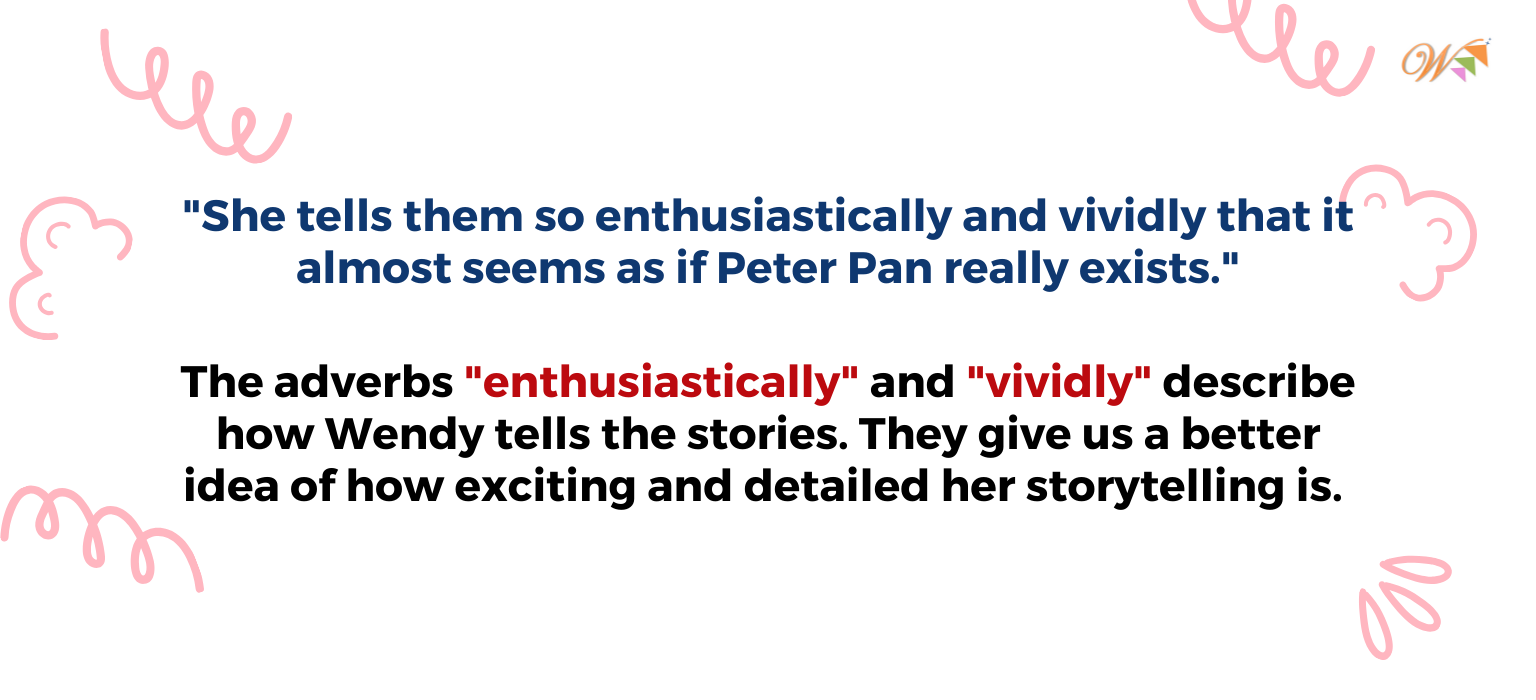 W
"She tells them so enthusiastically and vividly that it
almost seems as if Peter Pan really exists."
The adverbs "enthusiastically" and "vividly" describe
how Wendy tells the stories. They give us a better
idea of how exciting and detailed her storytelling is.